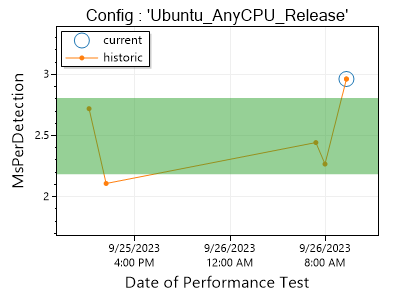 Config : 'Ubuntu_AnyCPU_Release'
current
historic
3
2.5
2
MsPerDetection
9/25/2023 9/26/2023 9/26/2023
4:00 PM 12:00 AM 8:00 AM
Date of Performance Test